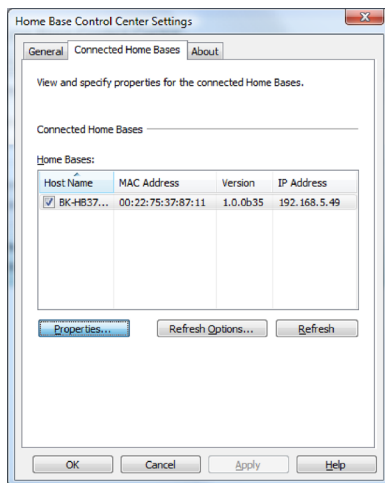 Home Base Control Center Settings
General Connected Home Bases About
View and specify properties for the connected Home Bases.
Connected Home Bases
Home Bases:
Host Name MAC Address Version IP Address
BK-HB37... 00:22:75:37:87:11 1.0.0b35 192.168.5.49
Properties... Refresh Options... Refresh
OK Cancel Apply Help